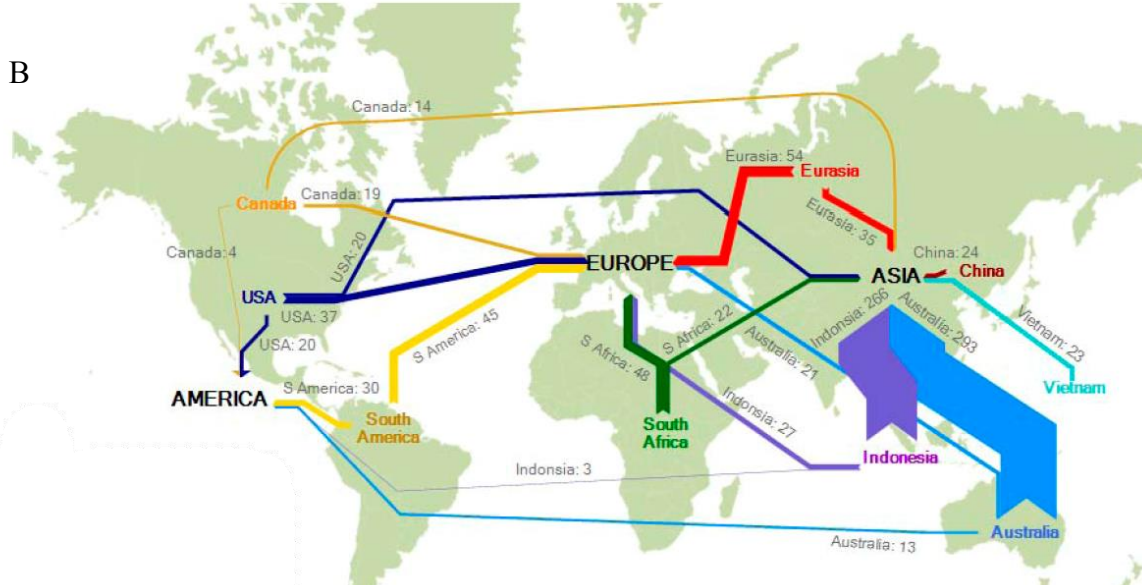 B
Canada: 14
Eurasia: 54
Eurasia
Canada: 19
Canada
Eurasia: 35
Canada: 4
USA: 20
China: 24
EUROPE
ASIA
China
USA
USA: 37
Indonsia: 266
Australia: 293
S America: 45
S Africa: 22
Vietnam: 23
USA: 20
S Africa: 48
Australia: 21
S America: 30
Vietnam
AMERICA
South
America
South
Africa
Indonsia: 27
Indonesia
Indonsia: 3
Australia
Australia: 13